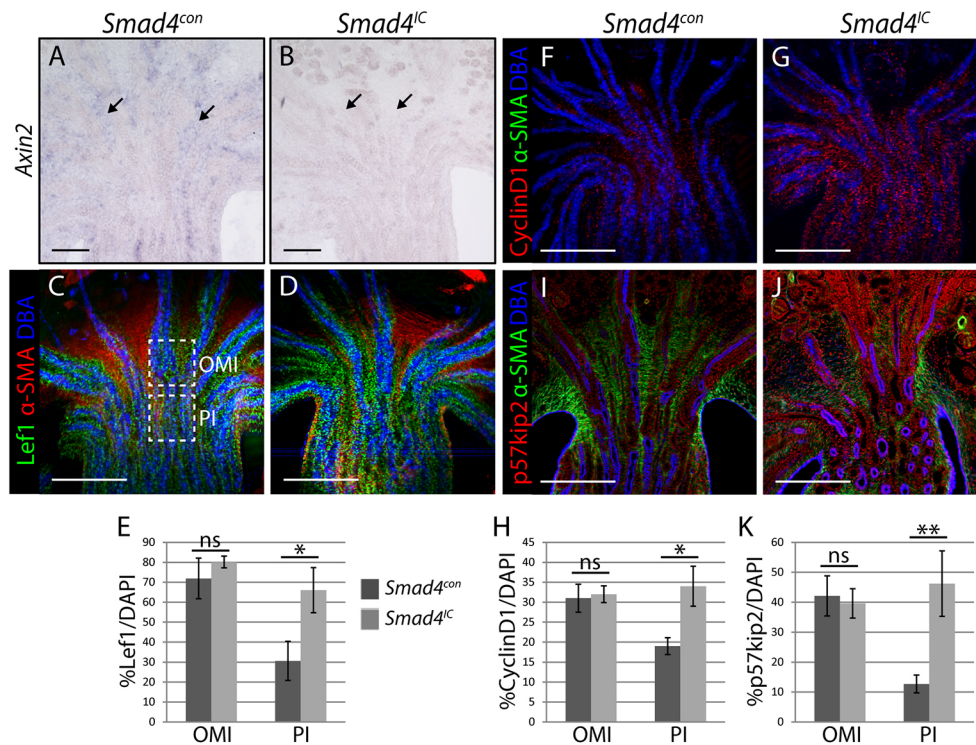 Smad4con Smad4IC Smad4con Smad4IC
A B F G
Axin2
CyclinD1 α-SMA DBA
C D I J
Lef1 α-SMA DBA
OMI
PI
p57kip2/α-SMA DBA
E H K
ns * ns * ns **
%Lef1/DAPI
90
80
70
60
50
40
30
20
10
0
OMI PI
Smad4con
Smad4IC
%CyclinD1/DAPI
45
40
35
30
25
20
15
10
5
0
OMI PI
%p57kip2/DAPI
70
60
50
40
30
20
10
0
OMI PI